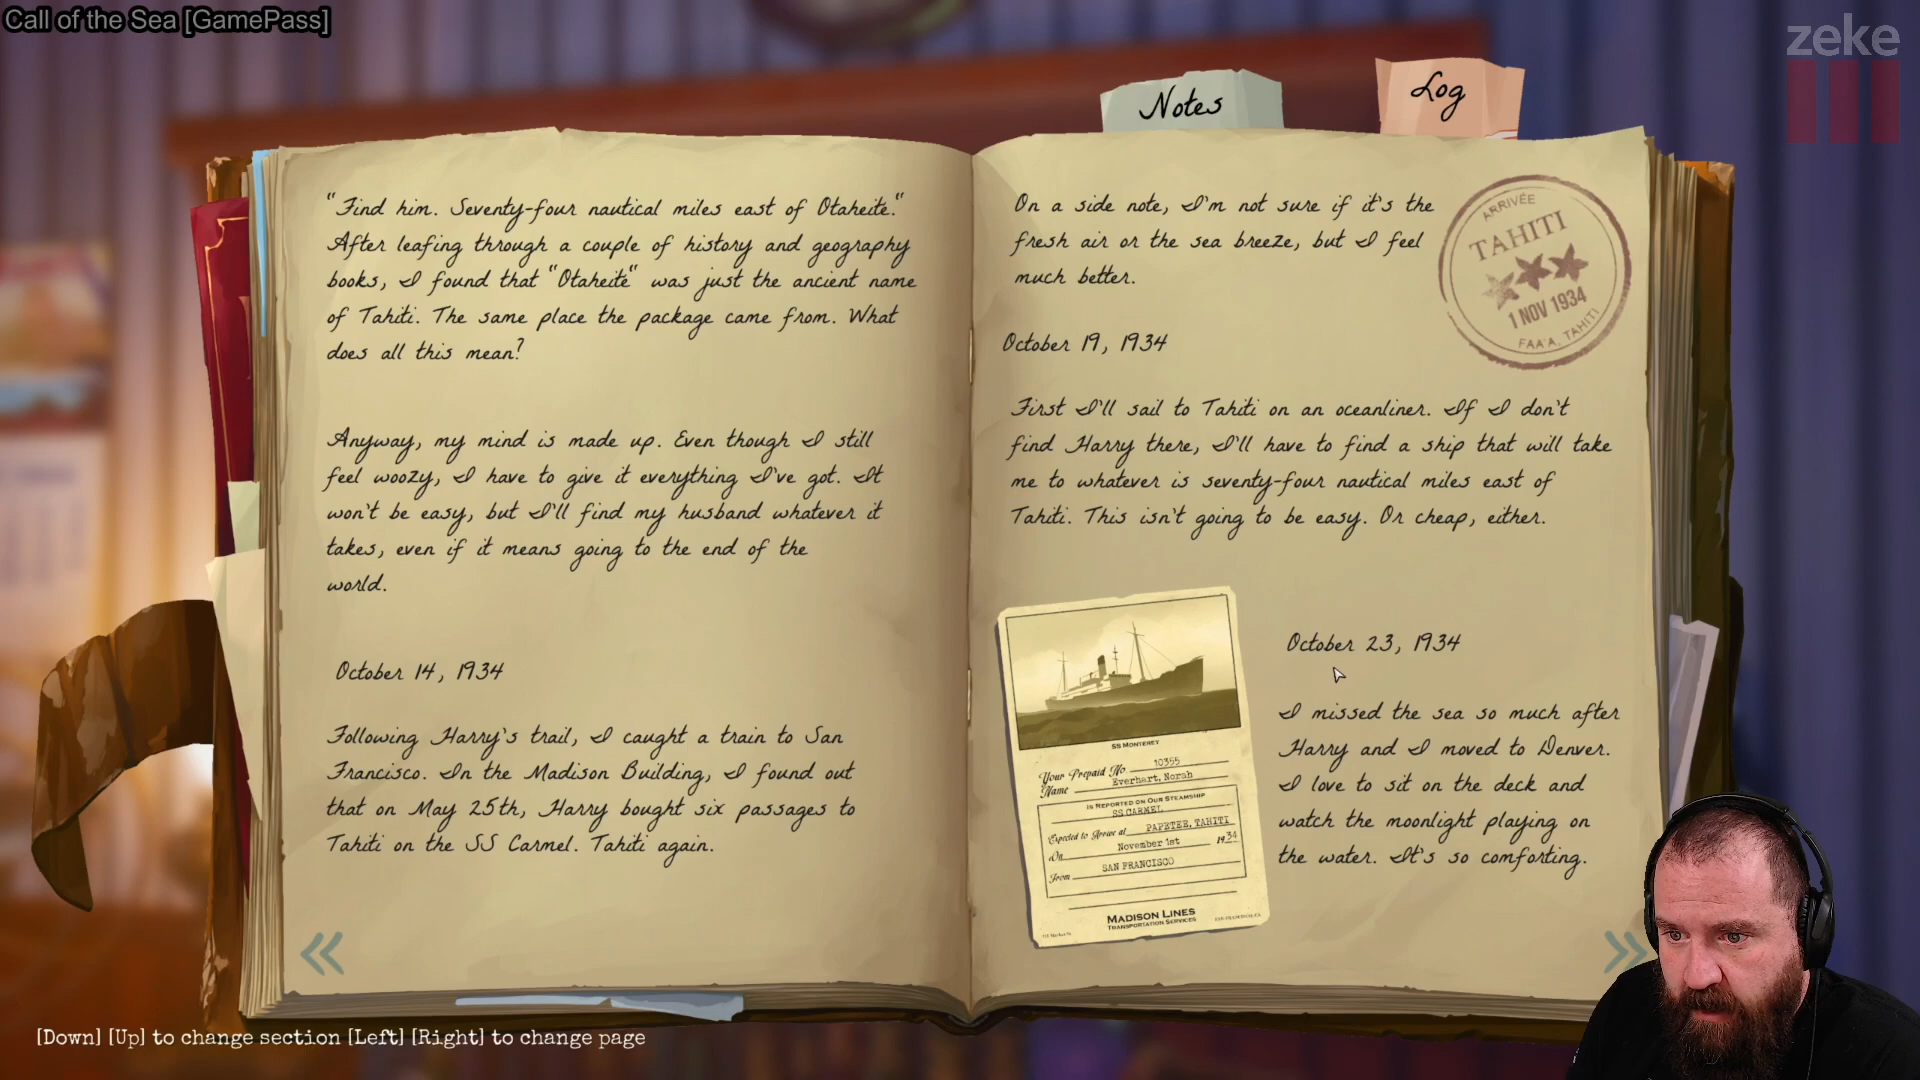 Call of the Sea [GamePass]
zeke
Notes
Log
"Find him. Seventy-four nautical miles east of Otaheite."
After leafing through a couple of history and geography
books, I found that "Otaheite" was just the ancient name
of Tahiti. The same place the package came from. What
does all this mean?
Anyway, my mind is made up. Even though I still
feel woozy, I have to give it everything I've got. It
won't be easy, but I'll find my husband whatever it
takes, even if it means going to the end of the
world.
October 14, 1934
Following Harry's trail, I caught a train to San
Francisco. In the Madison Building, I found out
that on May 25th, Harry bought six passages to
Tahiti on the SS Carmel. Tahiti again.
On a side note, I'm not sure if it's the
fresh air or the sea breeze, but I feel
much better.
ARRIVÉE
TAHITI
1 NOV 1934
FAA'A, TAHITI
October 19, 1934
First I'll sail to Tahiti on an oceanliner. If I don't
find Harry there, I'll have to find a ship that will take
me to whatever is seventy-four nautical miles east of
Tahiti. This isn't going to be easy. Or cheap, either.
SS MONTEREY
Your Prepaid No 10355
Name Everhart, Norah
IS REPORTED ON OUR STEAMSHIP
SS CARMEL
Expected to Arrive at PAPETEE, TAHITI
On November 1st 1934
From SAN FRANCISCO
MADISON LINES
TRANSPORTATION SERVICES
October 23, 1934
I missed the sea so much after
Harry and I moved to Denver.
I love to sit on the deck and
watch the moonlight playing on
the water. It's so comforting.
[Down] [Up] to change section [Left] [Right] to change page